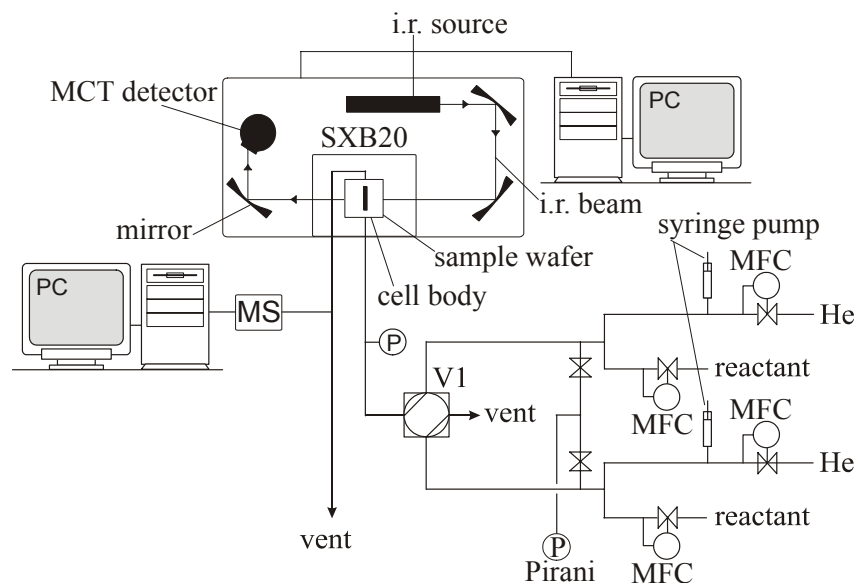 i.r. source
MCT detector
PC
SXB20
i.r. beam
mirror
syringe pump
sample wafer
MFC
PC
cell body
MS
He
P
V1
reactant
vent
MFC
MFC
He
reactant
vent
P
Pirani
MFC